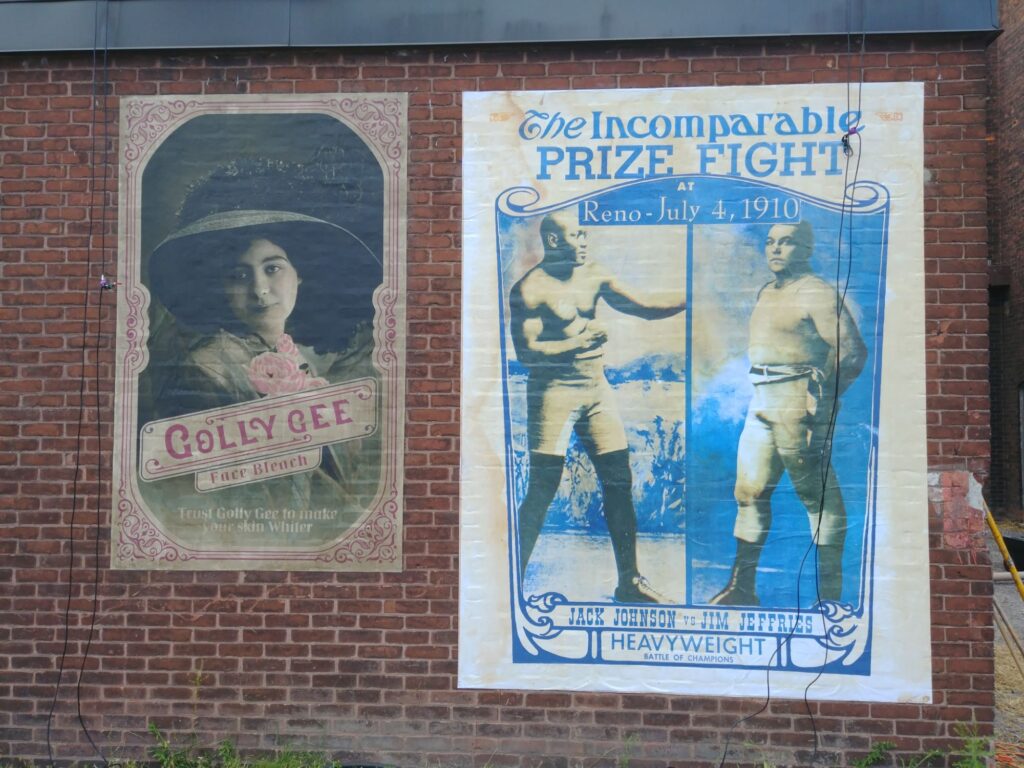 GOLLY GEE
Face Bleach
Trust Golly Gee to make
your skin Whiter
The Incomparable
PRIZE FIGHT
AT
Reno - July 4, 1910
JACK JOHNSON VS JIM JEFFRIES
HEAVYWEIGHT
BATTLE OF CHAMPIONS